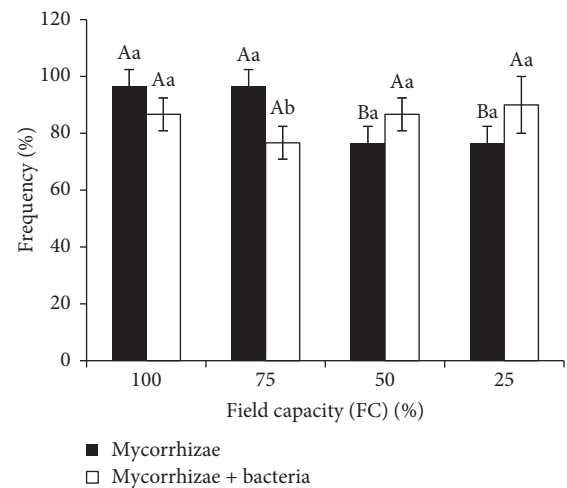 120
100
80
60
40
20
0
Frequency (%)
Aa
Aa
Aa
Ab
Ba
Aa
Ba
Aa
100 75 50 25
Field capacity (FC) (%)
Mycorrhizae
Mycorrhizae + bacteria